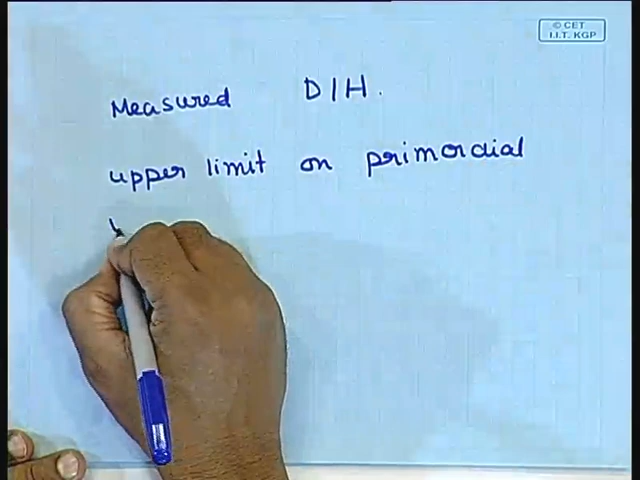 © CET
I.I.T. KGP
Measured D/H.
upper limit on primordial